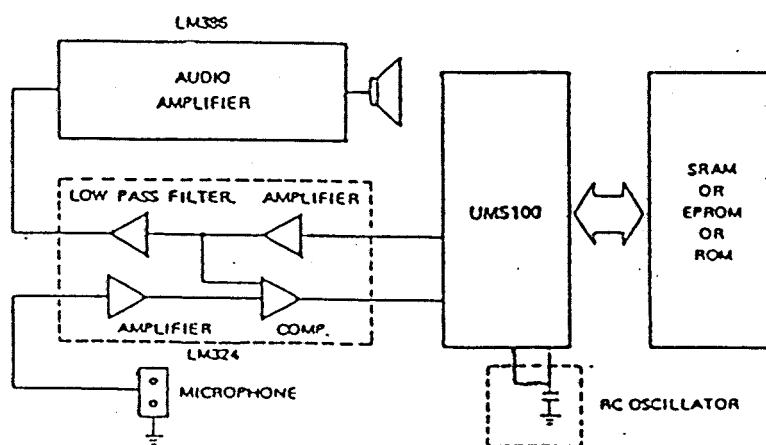 LM386
AUDIO
AMPLIFIER
LOW PASS FILTER
AMPLIFIER
AMPLIFIER
COMP.
LM324
MICROPHONE
UM5100
SRAM
OR
EPROM
OR
ROM
RC OSCILLATOR